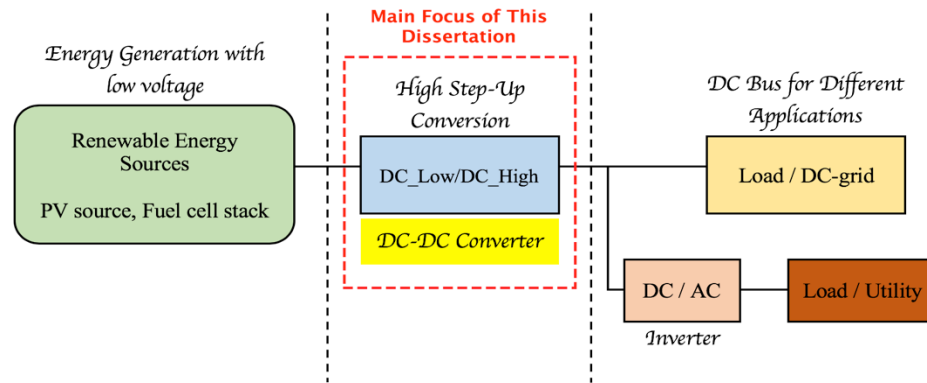 Main Focus of This
Dissertation
Energy Generation with
low voltage
Renewable Energy
Sources
PV source, Fuel cell stack
High Step-Up
Conversion
DC_Low/DC_High
DC-DC Converter
DC Bus for Different
Applications
Load / DC-grid
DC / AC
Inverter
Load / Utility